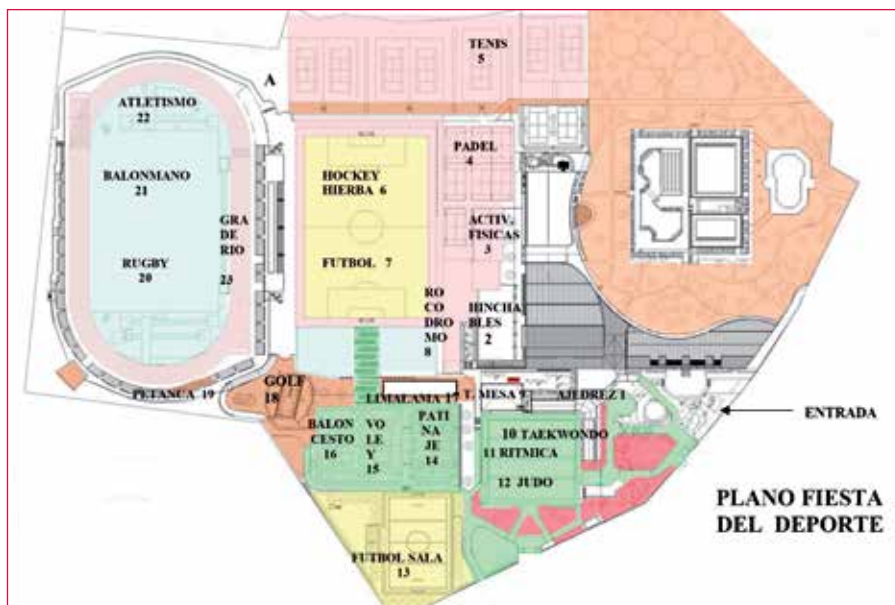 TENIS
5
A
ATLETISMO
22
PADEL
4
BALONMANO
21
HOCKEY
HIERBA 6
GRA
DE
RIO
23
ACTIV.
FISICAS
3
RUGBY
20
FUTBOL 7
RO
CO
DRO
MO
8
HINCHA
BLES
2
PETANCA 19
GOLF
18
LIMALAMA 17
T. MESA 9
AJEDREZ 1
ENTRADA
BALON
CESTO
16
VO
LE
Y
15
PATI
NA
JE
14
10 TAEKWONDO
11 RITMICA
12 JUDO
PLANO FIESTA
DEL DEPORTE
FUTBOL SALA
13